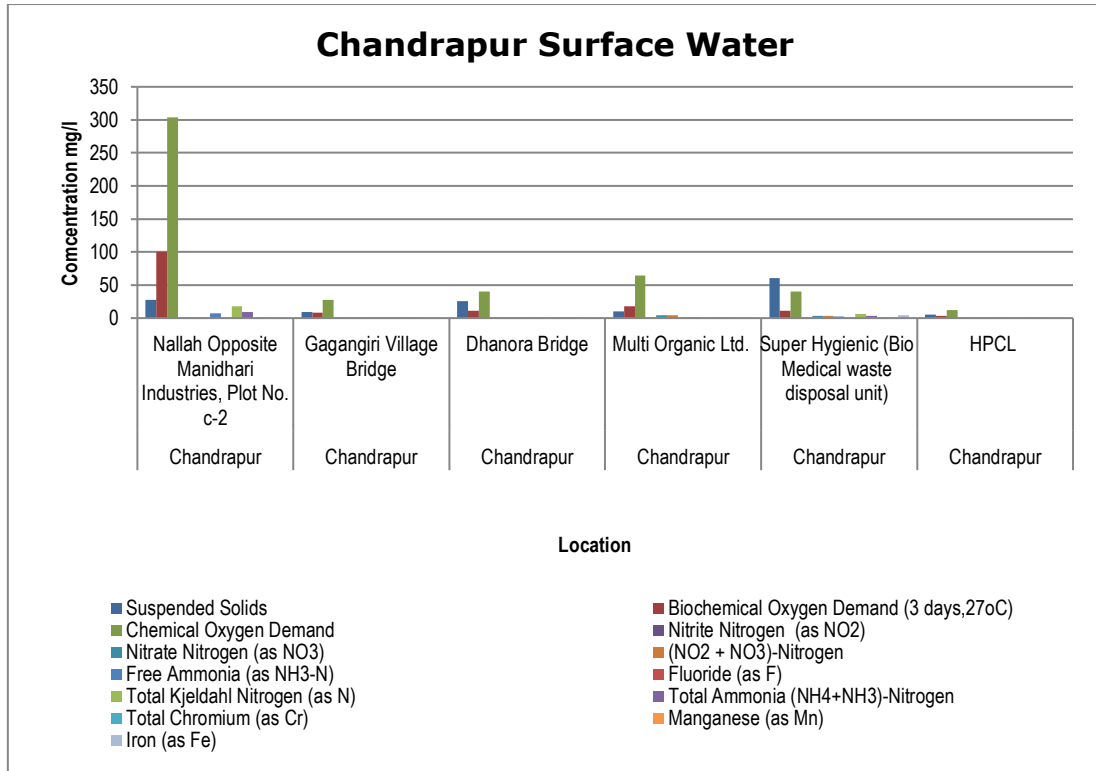 Chandrapur Surface Water
350
300
250
200
150
100
50
0
Comcentration mg/l
Nallah Opposite
Manidhari
Industries, Plot No.
c-2
Gagangiri Village
Bridge
Dhanora Bridge
Multi Organic Ltd.
Super Hygienic (Bio
Medical waste
disposal unit)
HPCL
Chandrapur
Chandrapur
Chandrapur
Chandrapur
Chandrapur
Chandrapur
Location
Suspended Solids
Biochemical Oxygen Demand (3 days,27oC)
Chemical Oxygen Demand
Nitrite Nitrogen (as NO2)
Nitrate Nitrogen (as NO3)
(NO2 + NO3)-Nitrogen
Free Ammonia (as NH3-N)
Fluoride (as F)
Total Kjeldahl Nitrogen (as N)
Total Ammonia (NH4+NH3)-Nitrogen
Total Chromium (as Cr)
Manganese (as Mn)
Iron (as Fe)